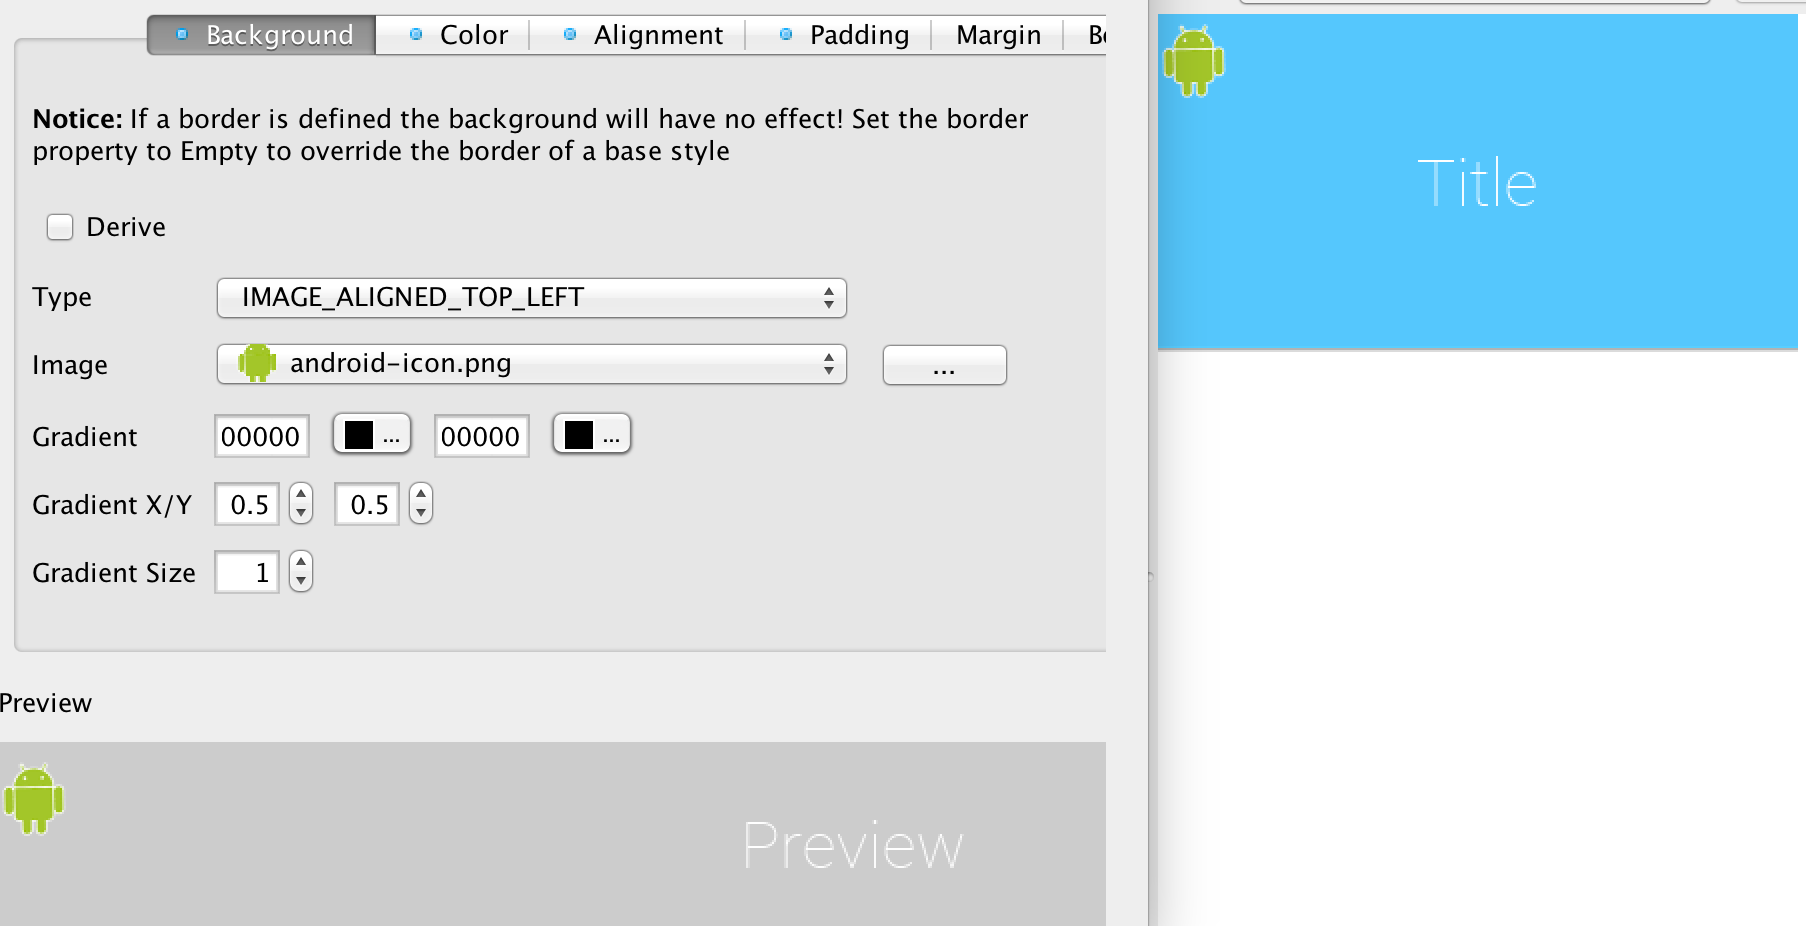 Background Color Alignment Padding Margin
Notice: If a border is defined the background will have no effect! Set the border
property to Empty to override the border of a base style
Derive
Type IMAGE_ALIGNED_TOP_LEFT
Image android-icon.png ...
Gradient 00000 ... 00000 ...
Gradient X/Y 0.5 0.5
Gradient Size 1
Preview
Preview
Title